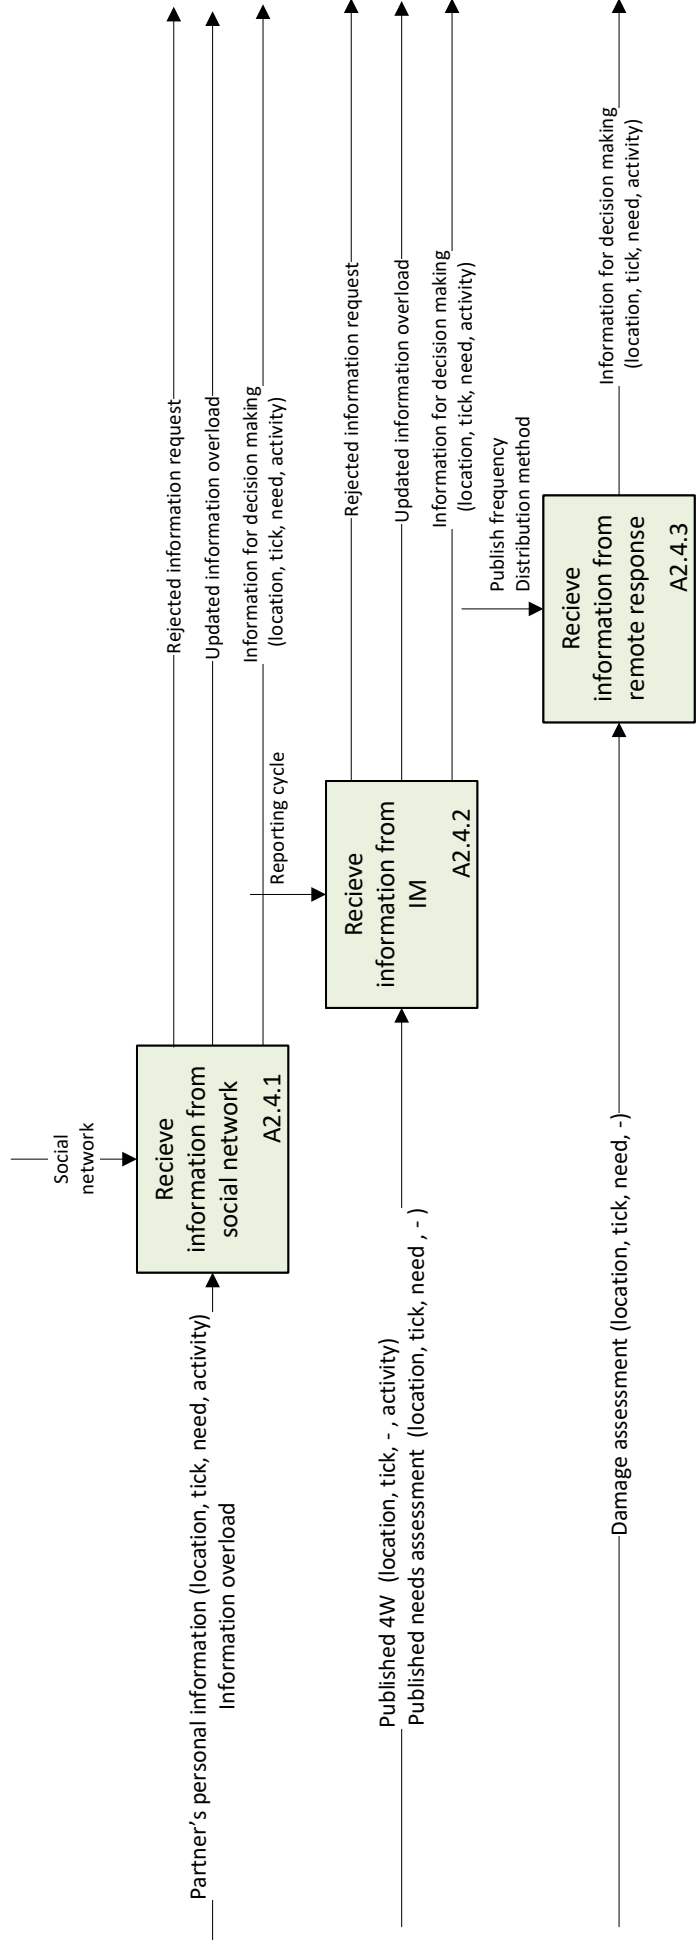 Social
network
Partner’s personal information (location, tick, need, activity)
Information overload
Recieve
information from
social network
A2.4.1
Rejected information request
Updated information overload
Information for decision making
(location, tick, need, activity)
Reporting cycle
Published 4W  (location, tick, - , activity)
Published needs assessment  (location, tick, need , - )
Recieve
information from
IM
A2.4.2
Rejected information request
Updated information overload
Information for decision making
(location, tick, need, activity)
Publish frequency
Distribution method
Damage assessment (location, tick, need, -)
Recieve
information from
remote response
A2.4.3
Information for decision making
(location, tick, need, activity)